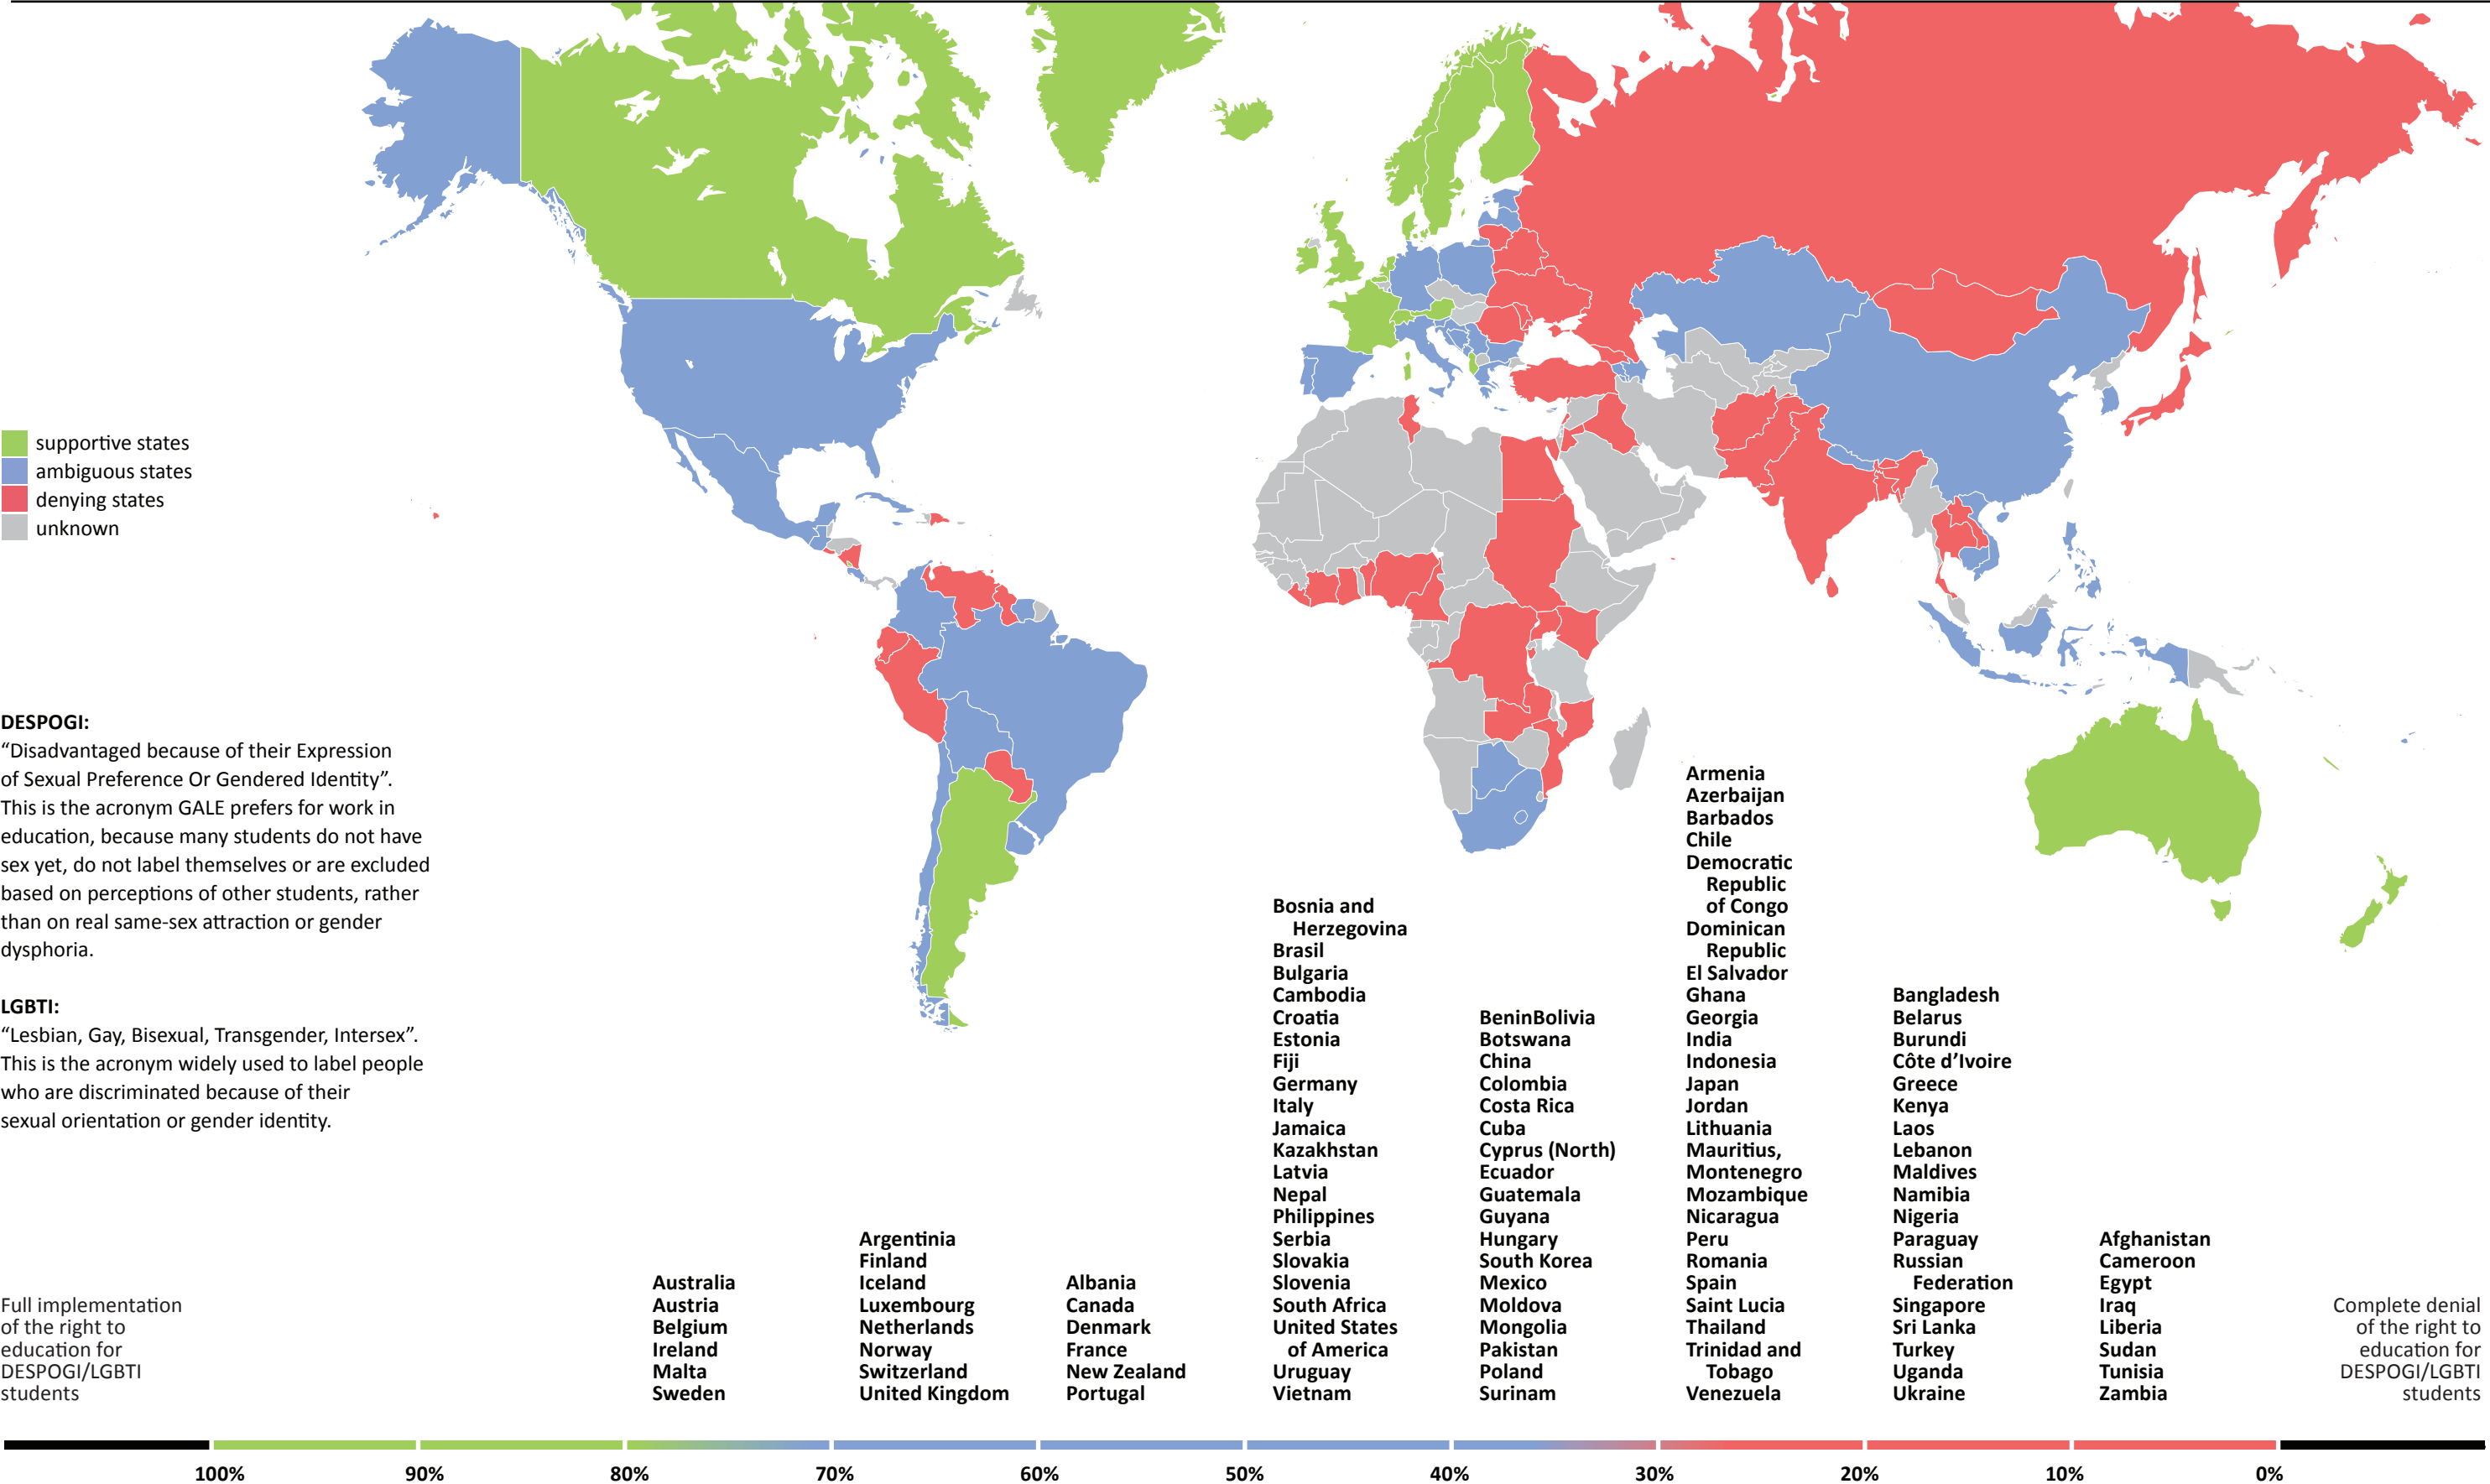 supportive states
ambiguous states
denying states
unknown
DESPOGI:
“Disadvantaged because of their Expression
of Sexual Preference Or Gendered Identity”.
This is the acronym GALE prefers for work in
education, because many students do not have
sex yet, do not label themselves or are excluded
based on perceptions of other students, rather
than on real same-sex attraction or gender
dysphoria.
LGBTI:
“Lesbian, Gay, Bisexual, Transgender, Intersex”.
This is the acronym widely used to label people
who are discriminated because of their
sexual orientation or gender identity.
Full implementation
of the right to
education for
DESPOGI/LGBTI
students
Australia
Austria
Belgium
Ireland
Malta
Sweden
Argentinia
Finland
Iceland
Luxembourg
Netherlands
Norway
Switzerland
United Kingdom
Albania
Canada
Denmark
France
New Zealand
Portugal
Bosnia and
Herzegovina
Brasil
Bulgaria
Cambodia
Croatia
Estonia
Fiji
Germany
Italy
Jamaica
Kazakhstan
Latvia
Nepal
Philippines
Serbia
Slovakia
Slovenia
South Africa
United States
of America
Uruguay
Vietnam
BeninBolivia
Botswana
China
Colombia
Costa Rica
Cuba
Cyprus (North)
Ecuador
Guatemala
Guyana
Hungary
South Korea
Mexico
Moldova
Mongolia
Pakistan
Poland
Surinam
Armenia
Azerbaijan
Barbados
Chile
Democratic
Republic
of Congo
Dominican
Republic
El Salvador
Ghana
Georgia
India
Indonesia
Japan
Jordan
Lithuania
Mauritius,
Montenegro
Mozambique
Nicaragua
Peru
Romania
Spain
Saint Lucia
Thailand
Trinidad and
Tobago
Venezuela
Bangladesh
Belarus
Burundi
Côte d’Ivoire
Greece
Kenya
Laos
Lebanon
Maldives
Namibia
Nigeria
Paraguay
Russian
Federation
Singapore
Sri Lanka
Turkey
Uganda
Ukraine
Afghanistan
Cameroon
Egypt
Iraq
Liberia
Sudan
Tunisia
Zambia
Complete denial
of the right to
education for
DESPOGI/LGBTI
students
100% 90% 80% 70% 60% 50% 40% 30% 20% 10% 0%